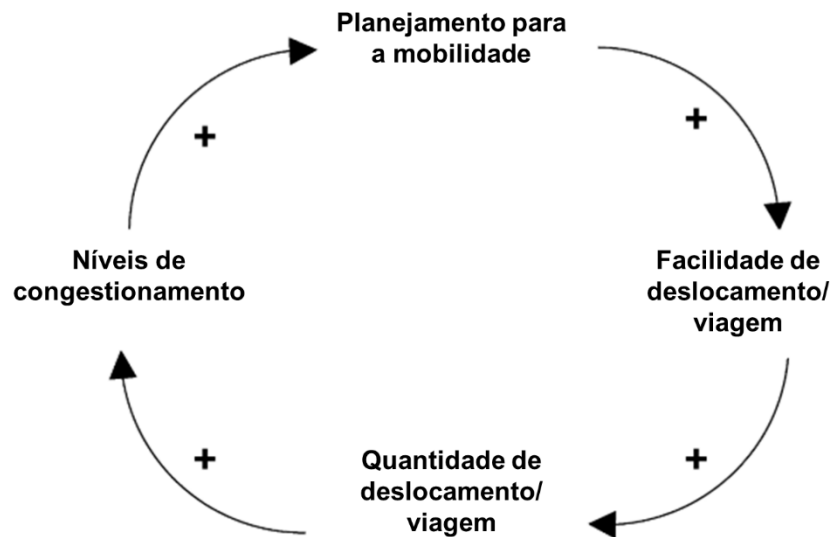 Planejamento para
a mobilidade
+
+
Níveis de
congestionamento
Facilidade de
deslocamento/
viagem
+
+
Quantidade de
deslocamento/
viagem